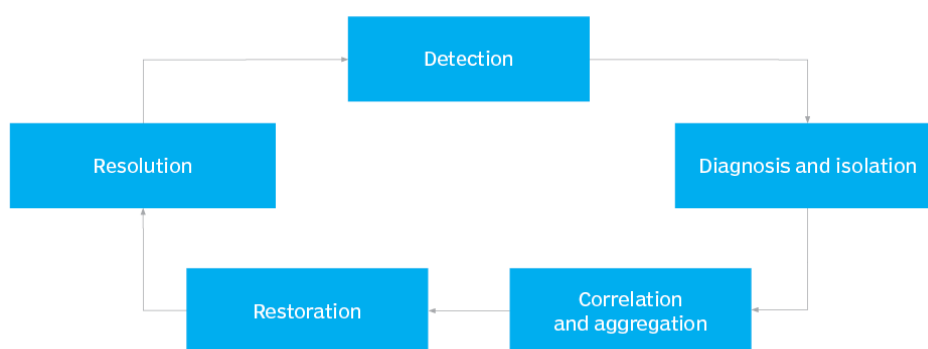 Detection
Resolution
Diagnosis and isolation
Restoration
Correlation
and aggregation